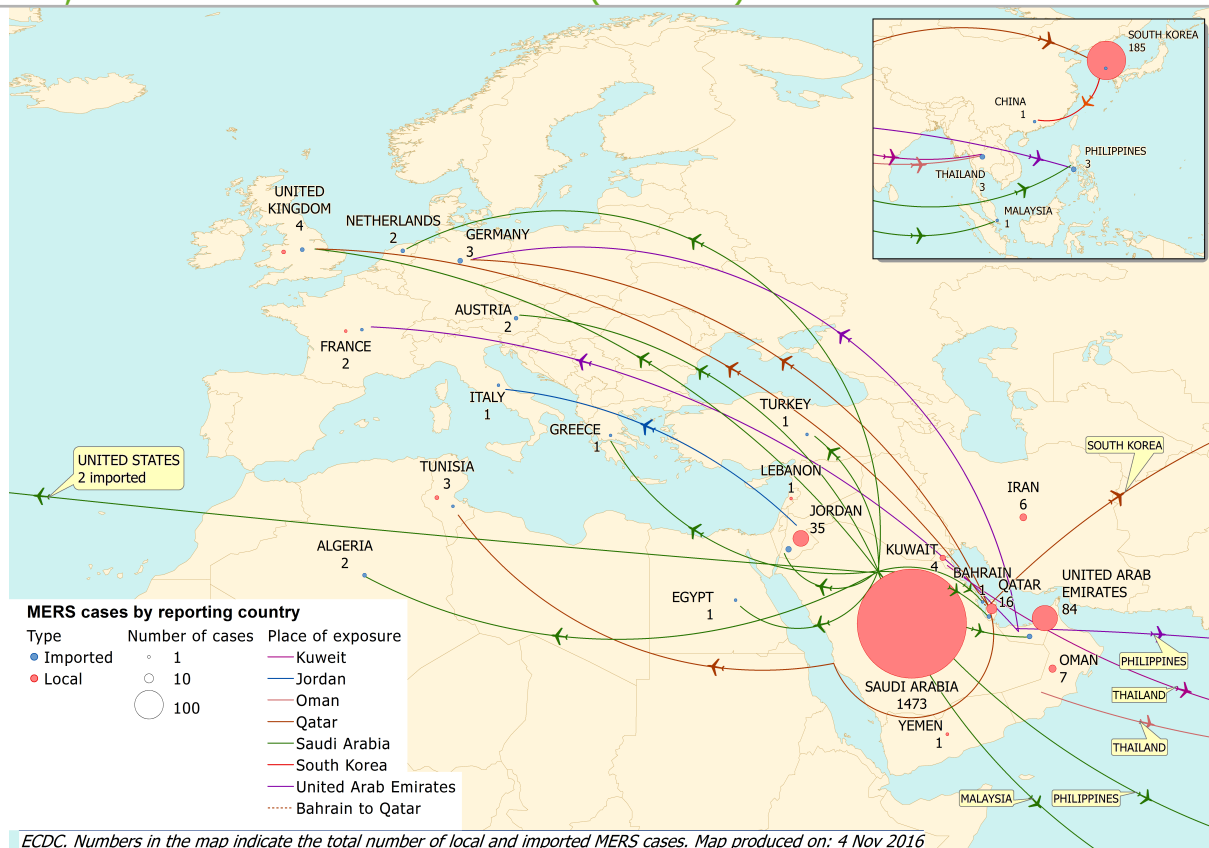 SOUTH KOREA
185
CHINA
1
PHILIPPINES
3
THAILAND
3
MALAYSIA
1
UNITED
KINGDOM
4
NETHERLANDS
2
GERMANY
3
AUSTRIA
2
FRANCE
2
ITALY
1
GREECE
1
TURKEY
1
LEBANON
1
JORDAN
35
UNITED STATES
2 imported
TUNISIA
3
ALGERIA
2
EGYPT
1
SOUTH KOREA
IRAN
6
KUWAIT
4
BAHRAIN
1
QATAR
16
UNITED ARAB
EMIRATES
84
PHILIPPINES
OMAN
7
THAILAND
THAILAND
SAUDI ARABIA
1473
YEMEN
1
MALAYSIA
PHILIPPINES
MERS cases by reporting country
Type
Imported
Local
Number of cases
1
10
100
Place of exposure
Kuweit
Jordan
Oman
Qatar
Saudi Arabia
South Korea
United Arab Emirates
Bahrain to Qatar
ECDC. Numbers in the map indicate the total number of local and imported MERS cases. Map produced on: 4 Nov 2016